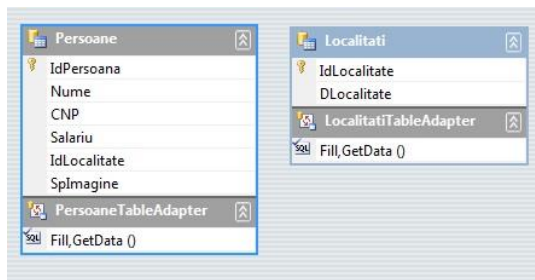 Persoane
IdPersoana
Nume
CNP
Salariu
IdLocalitate
SpImagine
PersoaneTableAdapter
Fill,GetData ()
Localitati
IdLocalitate
DLocalitate
LocalitatiTableAdapter
Fill,GetData ()